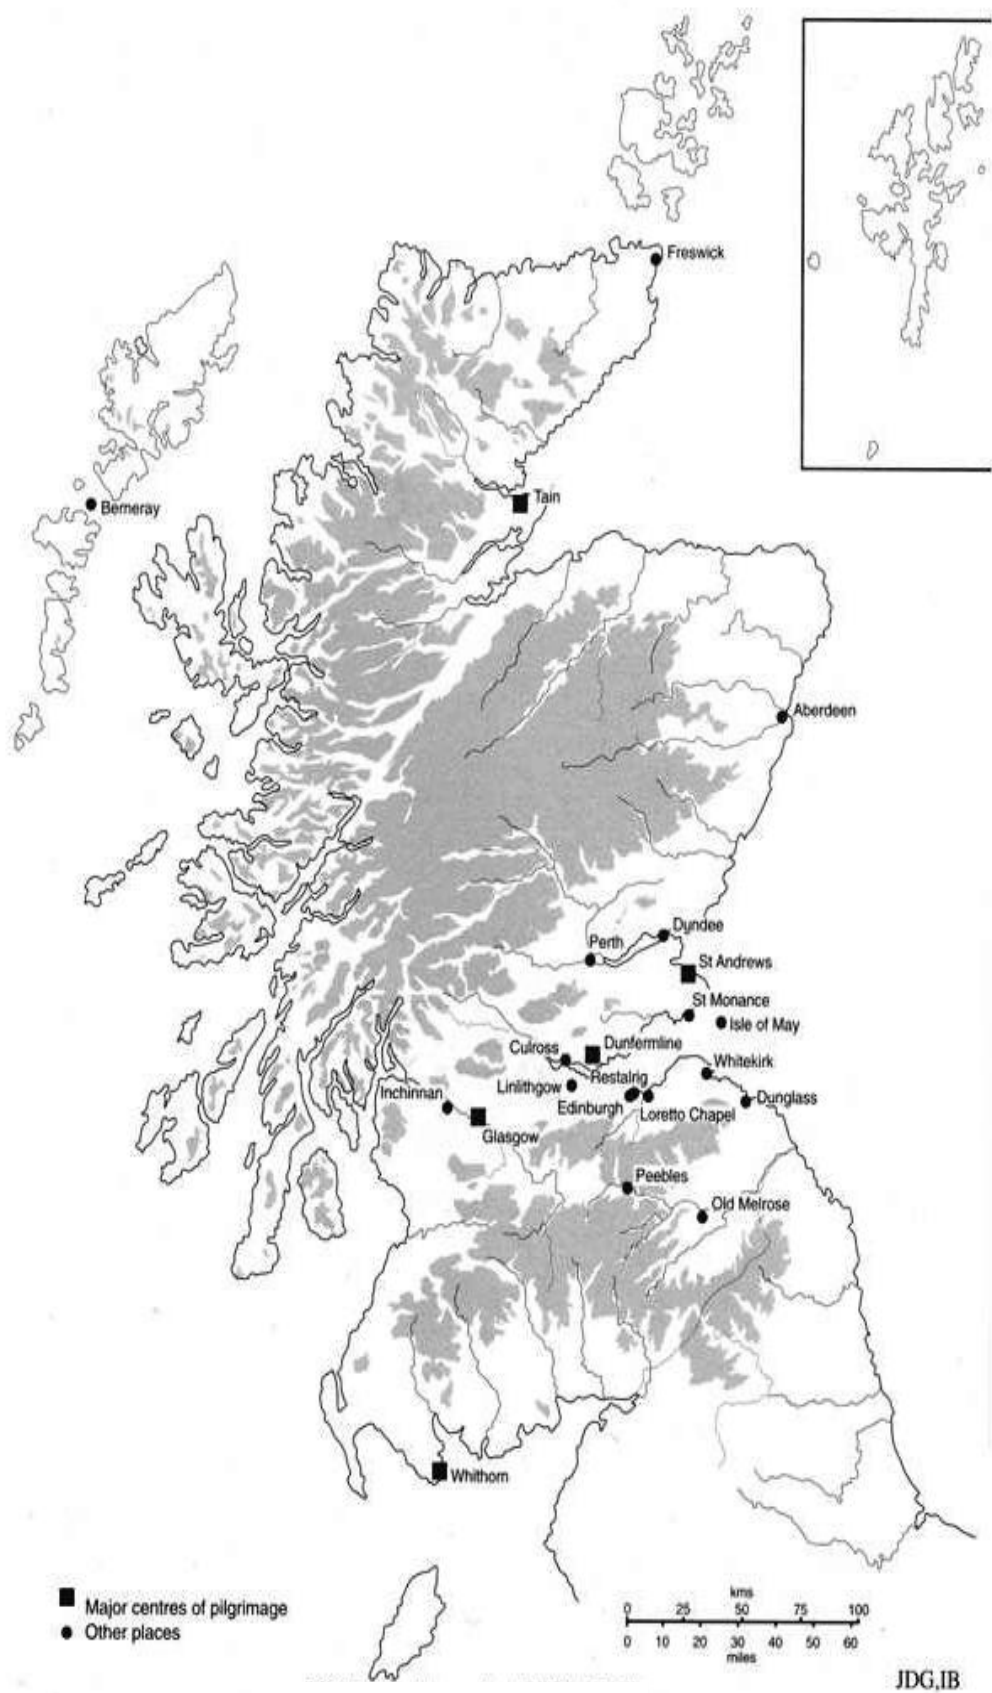 Freswick
Tain
Berneray
Aberdeen
Dundee
Perth
St Andrews
St Monance
Isle of May
Dunfermline
Culross
Whitekirk
Restalrig
Linlithgow
Inchinnan
Edinburgh
Loretto Chapel
Dunglass
Glasgow
Peebles
Old Melrose
Whithorn
Major centres of pilgrimage
Other places
kms
0 25 50 75 100
0 10 20 30 40 50 60
miles
JDG,IB